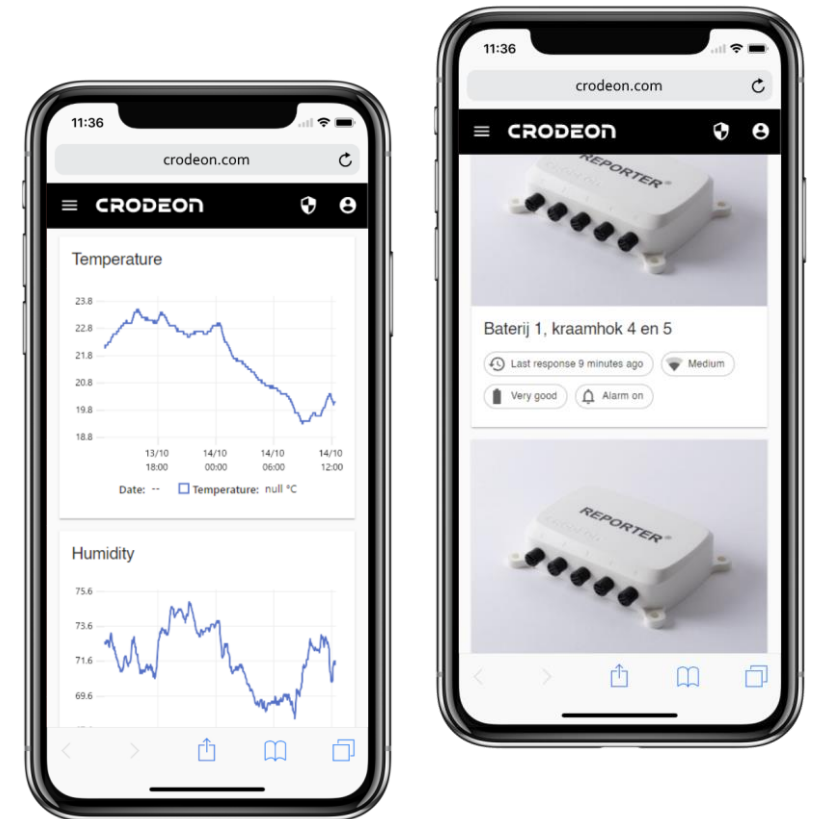 11:36
crodeon.com
CRODEON
Temperature
23.8
22.8
21.8
20.8
19.8
18.8
13/10 14/10 14/10 14/10
18:00 00:00 06:00 12:00
Date: -- Temperature: null °C
Humidity
75.6
73.6
71.6
69.6
11:36
crodeon.com
CRODEON
REPORTER
Baterij 1, kraamhok 4 en 5
Last response 9 minutes ago
Medium
Very good
Alarm on
REPORTER